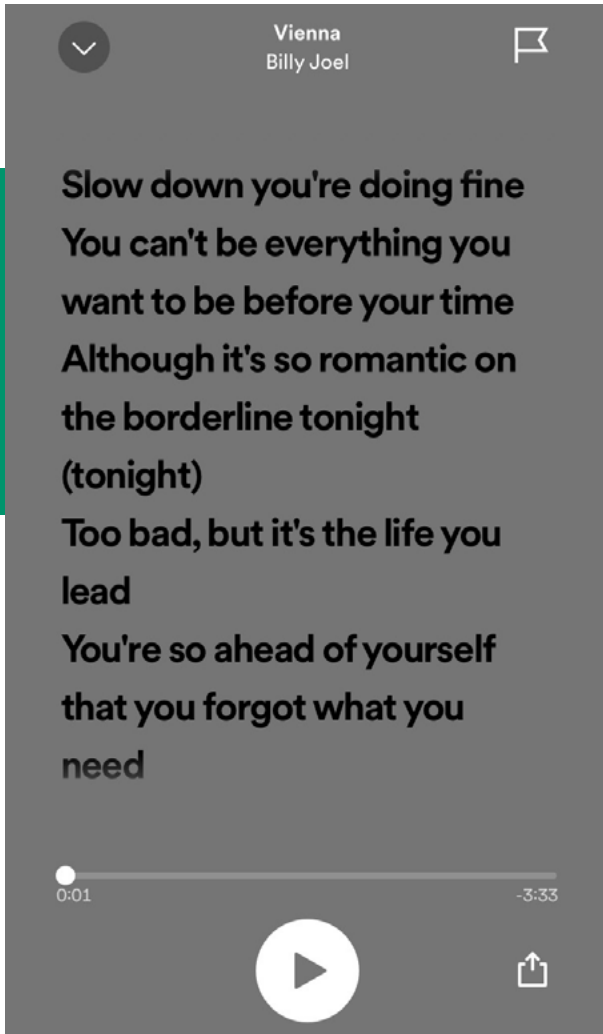 Vienna
Billy Joel
Slow down you're doing fine
You can't be everything you
want to be before your time
Although it's so romantic on
the borderline tonight
(tonight)
Too bad, but it's the life you
lead
You're so ahead of yourself
that you forgot what you
need
0:01
-3:33